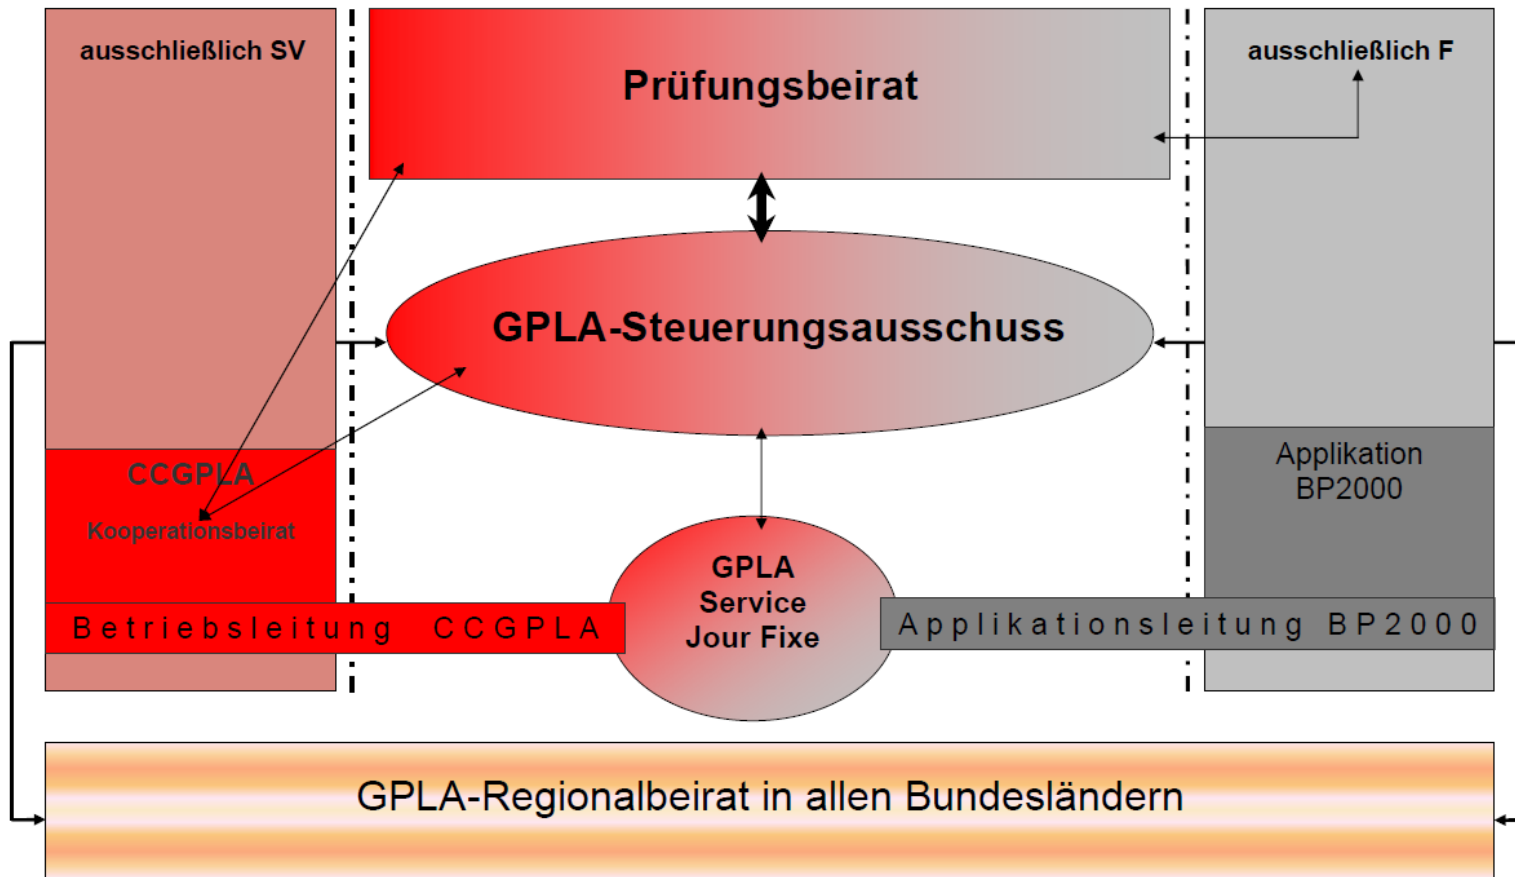 ausschließlich SV
Prüfungsbeirat
ausschließlich F
GPLA-Steuerungsausschuss
CCGPLA
Kooperationsbeirat
Applikation
BP2000
GPLA
Service
Jour Fixe
Betriebsleitung CCGPLA
Applikationsleitung BP2000
GPLA-Regionalbeirat in allen Bundesländern